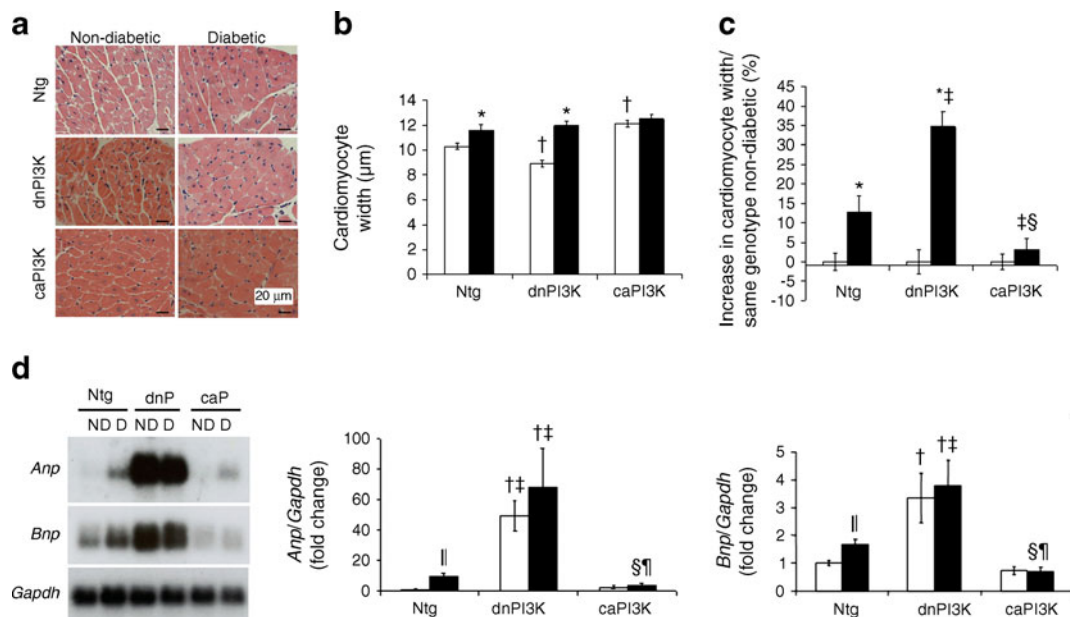 a
Non-diabetic Diabetic
Ntg
dnPI3K
caPI3K
20 µm
b
Cardiomyocyte
width (µm)
14
12
10
8
6
4
2
0
* * †
†
Ntg dnPI3K caPI3K
c
Increase in cardiomyocyte width/
same genotype non-diabetic (%)
45
40
35
30
25
20
15
10
5
0
-5
-10
*‡
*
‡§
Ntg dnPI3K caPI3K
d
Ntg dnP caP
ND D ND D ND D
Anp
Bnp
Gapdh
Anp/Gapdh
(fold change)
100
80
60
40
20
0
†‡
†‡
‖
§¶
Ntg dnPI3K caPI3K
Bnp/Gapdh
(fold change)
5
4
3
2
1
0
† †‡
‖
§¶
Ntg dnPI3K caPI3K